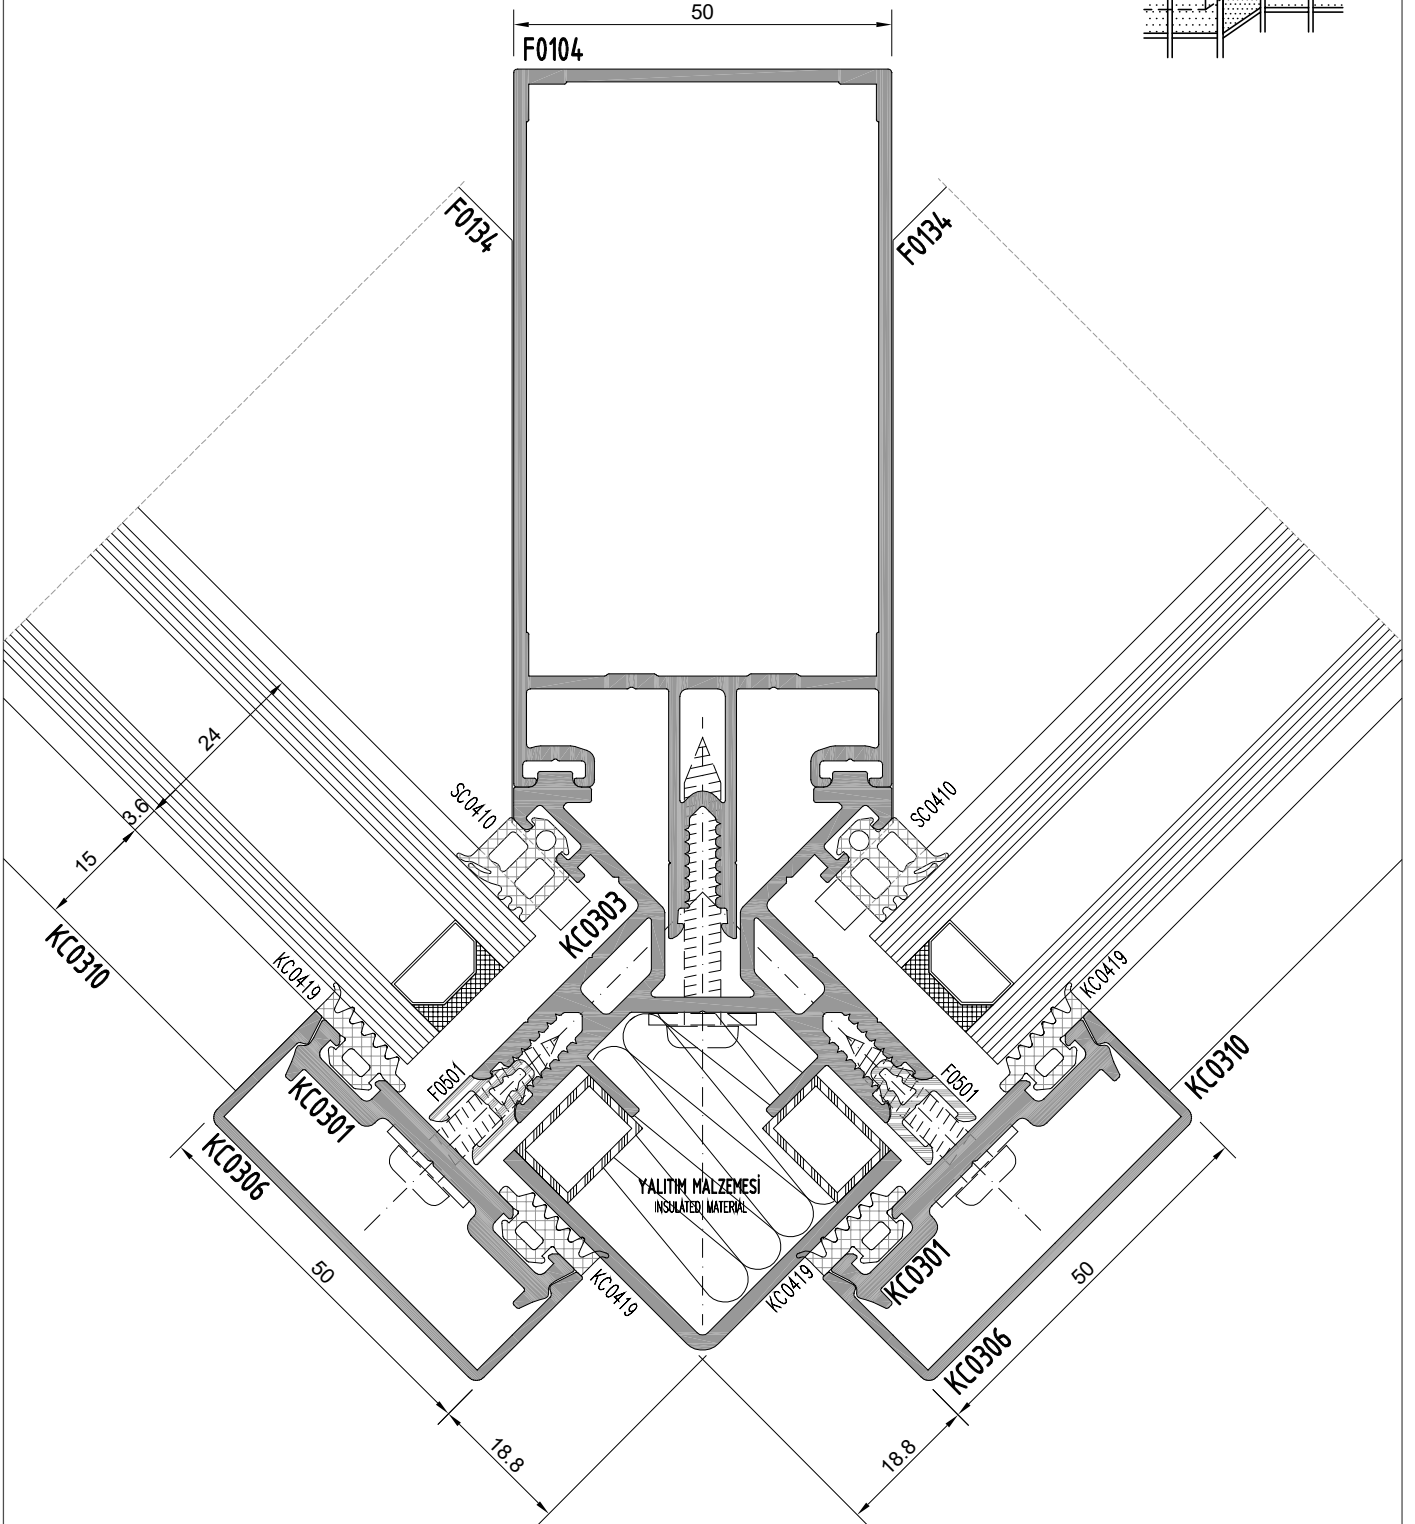 50
F0104
F0134
F0134
24
3.6
15
SC0410
SC0410
KC0303
KC0310
KC0419
KC0419
KC0310
F0501
F0501
KC0301
KC0306
YALITIM MALZEMESİ
INSULATED MATERIAL
KC0301
KC0419
KC0419
50
50
KC0306
18.8
18.8